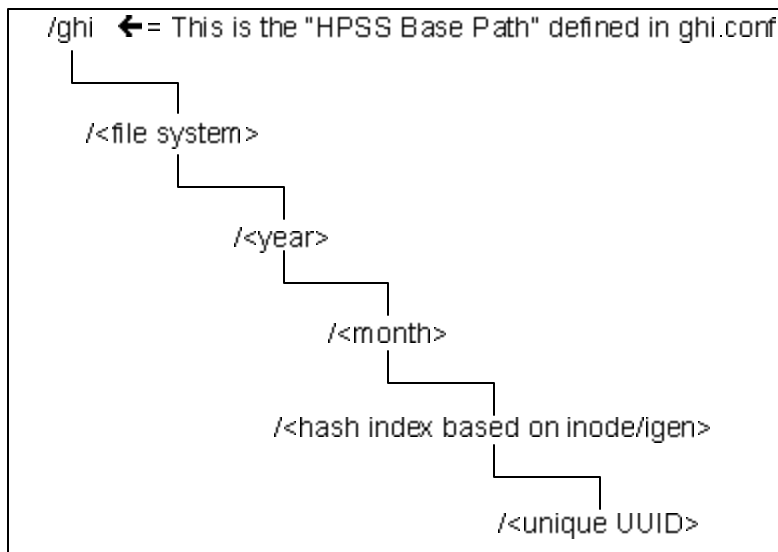 /ghi ←= This is the "HPSS Base Path" defined in ghi.conf
/<file system>
/<year>
/<month>
/<hash index based on inode/igen>
/<unique UUID>